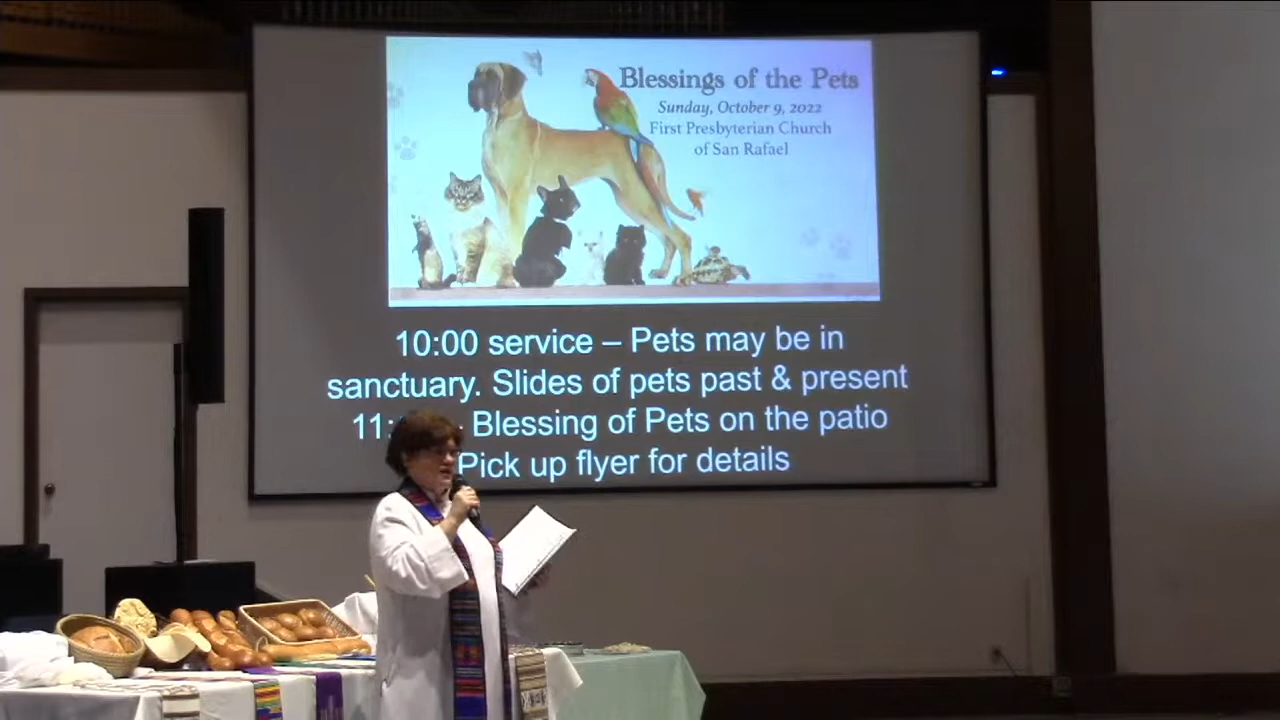 Blessings of the Pets
Sunday, October 9, 2022
First Presbyterian Church
of San Rafael
10:00 service – Pets may be in
sanctuary. Slides of pets past & present
11: Blessing of Pets on the patio
Pick up flyer for details